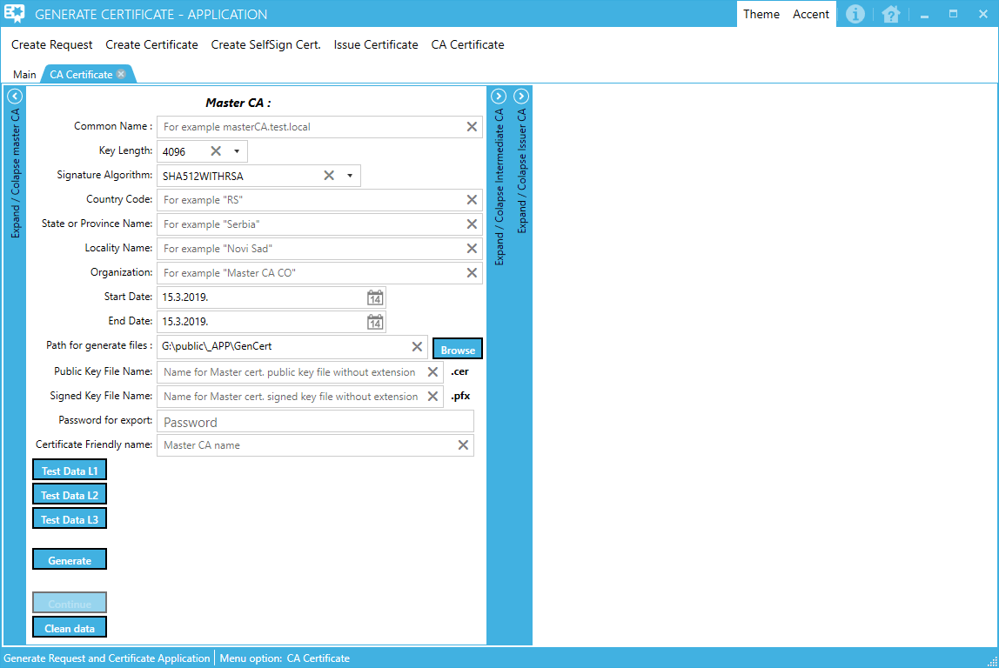 GENERATE CERTIFICATE - APPLICATION
Theme Accent
Create Request Create Certificate Create SelfSign Cert. Issue Certificate CA Certificate
Main CA Certificate
Expand / Colapse master CA
Master CA :
Common Name : For example masterCA.test.local
Key Length: 4096
Signature Algorithm: SHA512WITHRSA
Country Code: For example "RS"
State or Province Name: For example "Serbia"
Locality Name: For example "Novi Sad"
Organization: For example "Master CA CO"
Start Date: 15.3.2019. 14
End Date: 15.3.2019. 14
Path for generate files : G:\public\_APP\GenCert Browse
Public Key File Name: Name for Master cert. public key file without extension .cer
Signed Key File Name: Name for Master cert. signed key file without extension .pfx
Password for export: Password
Certificate Friendly name: Master CA name
Test Data L1
Test Data L2
Test Data L3
Generate
Continue
Clean data
Expand / Colapse Intermediate CA
Expand / Colapse Issuer CA
Generate Request and Certificate Application Menu option: CA Certificate